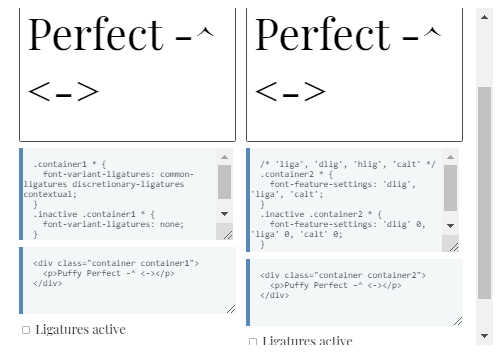 Perfect -^
<->
.container1 * {
font-variant-ligatures: common-
ligatures discretionary-ligatures
contextual;
}
.inactive .container1 * {
font-variant-ligatures: none;
}
<div class="container container1">
<p>Puffy Perfect -^ <-></p>
</div>
Ligatures active
Perfect -^
<->
/* 'liga', 'dlig', 'hlig', 'calt' */
.container2 * {
font-feature-settings: 'dlig',
'liga', 'calt';
}
.inactive .container2 * {
font-feature-settings: 'dlig' 0,
'liga' 0, 'calt' 0;
}
<div class="container container2">
<p>Puffy Perfect -^ <-></p>
</div>
Ligatures active